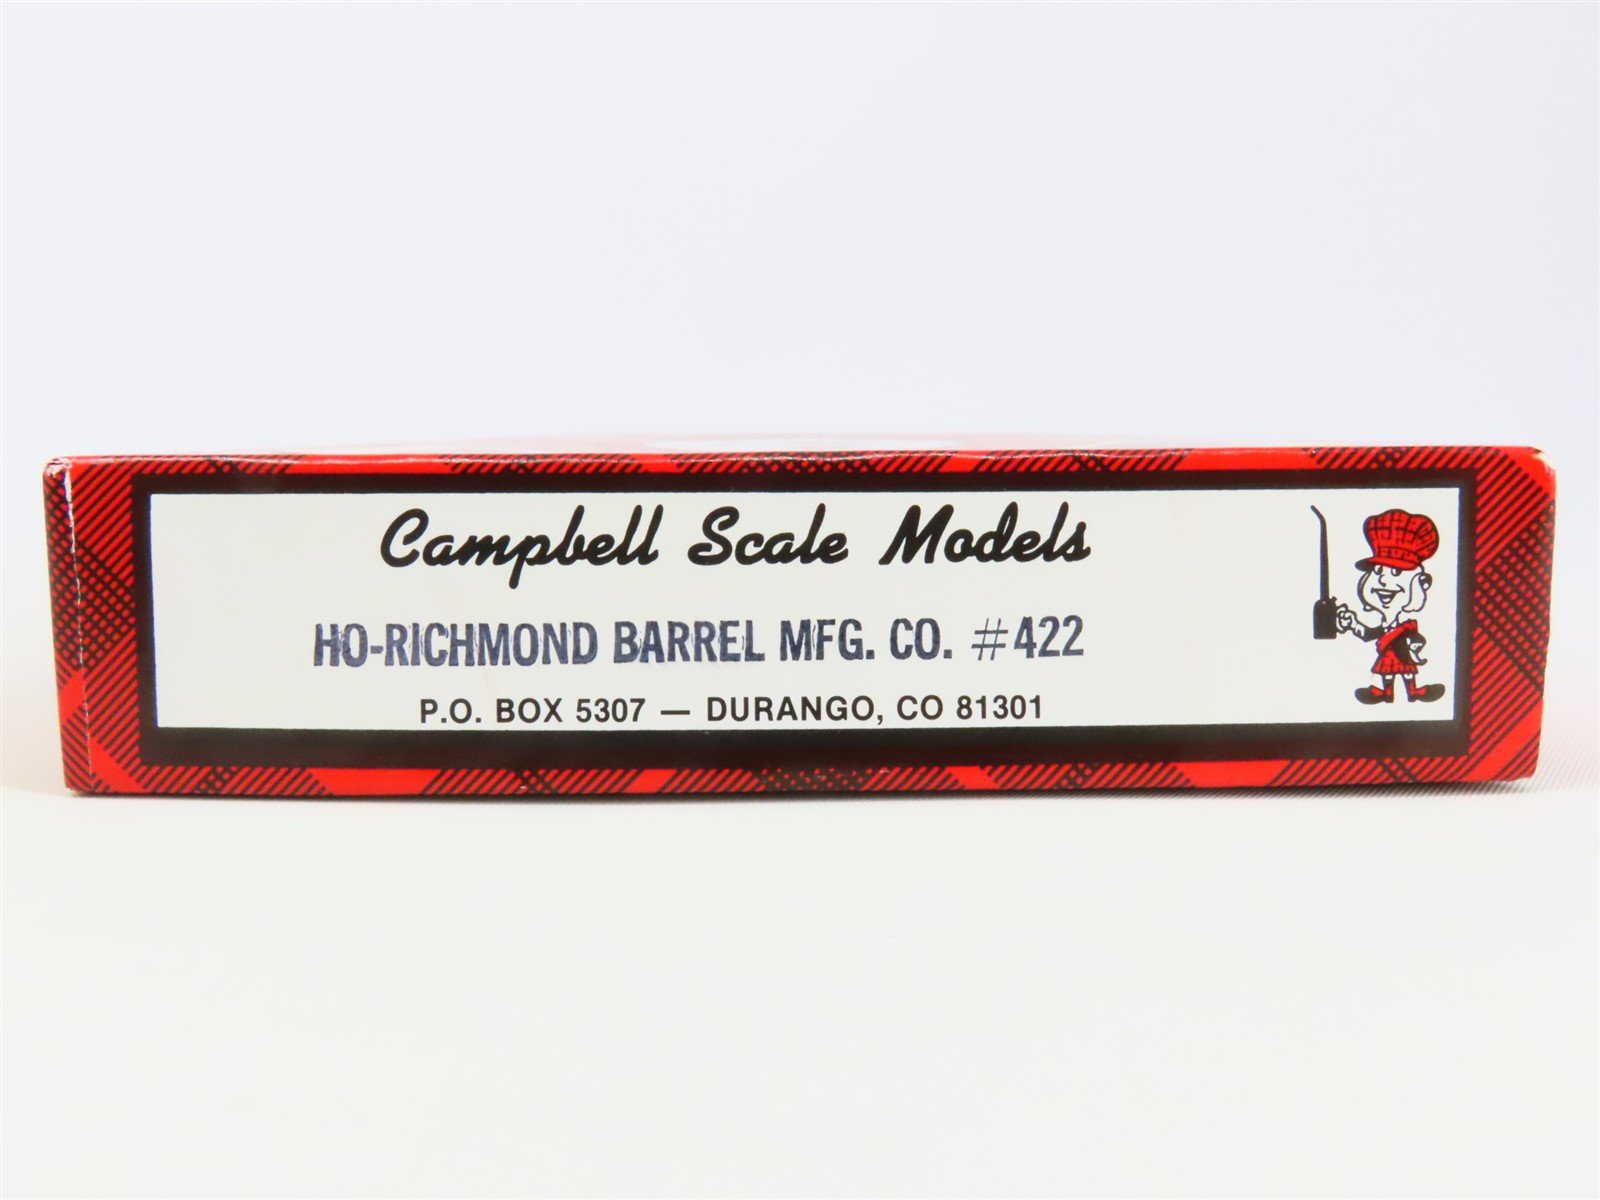 Campbell Scale Models
HO-RICHMOND BARREL MFG. CO. #422
P.O. BOX 5307 — DURANGO, CO 81301